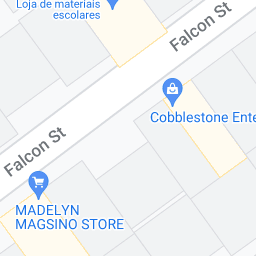 Loja de materiais
escolares
Falcon St
Cobblestone Ente
Falcon St
MADELYN
MAGSINO STORE